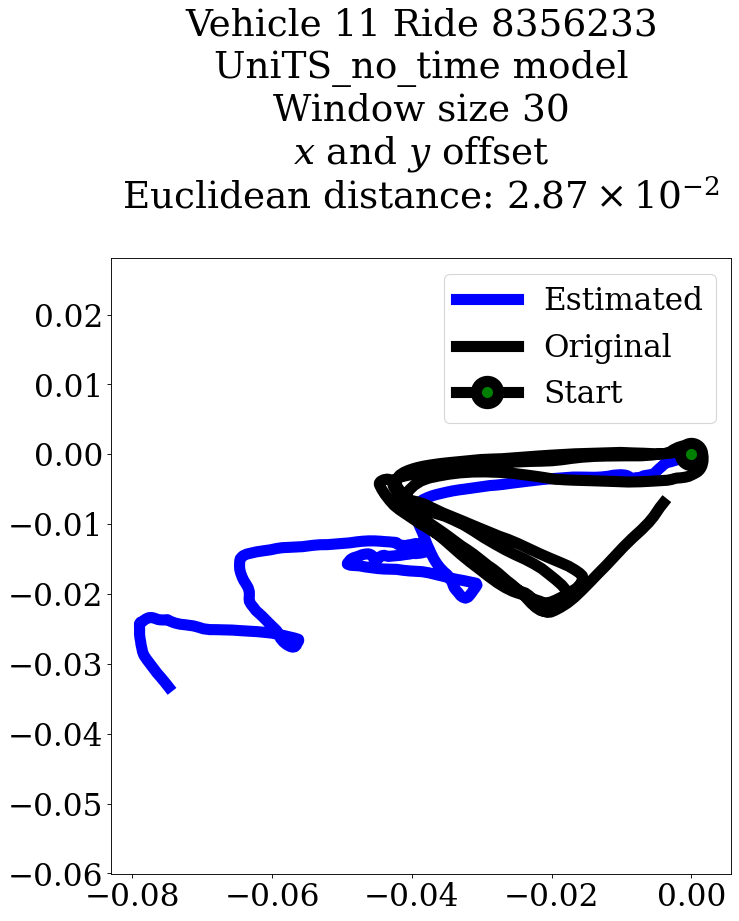 Vehicle 11 Ride 8356233
UniTS_no_time model
Window size 30
x and y offset
Euclidean distance: 2.87 × 10⁻²
Estimated
Original
Start
0.02
0.01
0.00
−0.01
−0.02
−0.03
−0.04
−0.05
−0.06
−0.08 −0.06 −0.04 −0.02 0.00